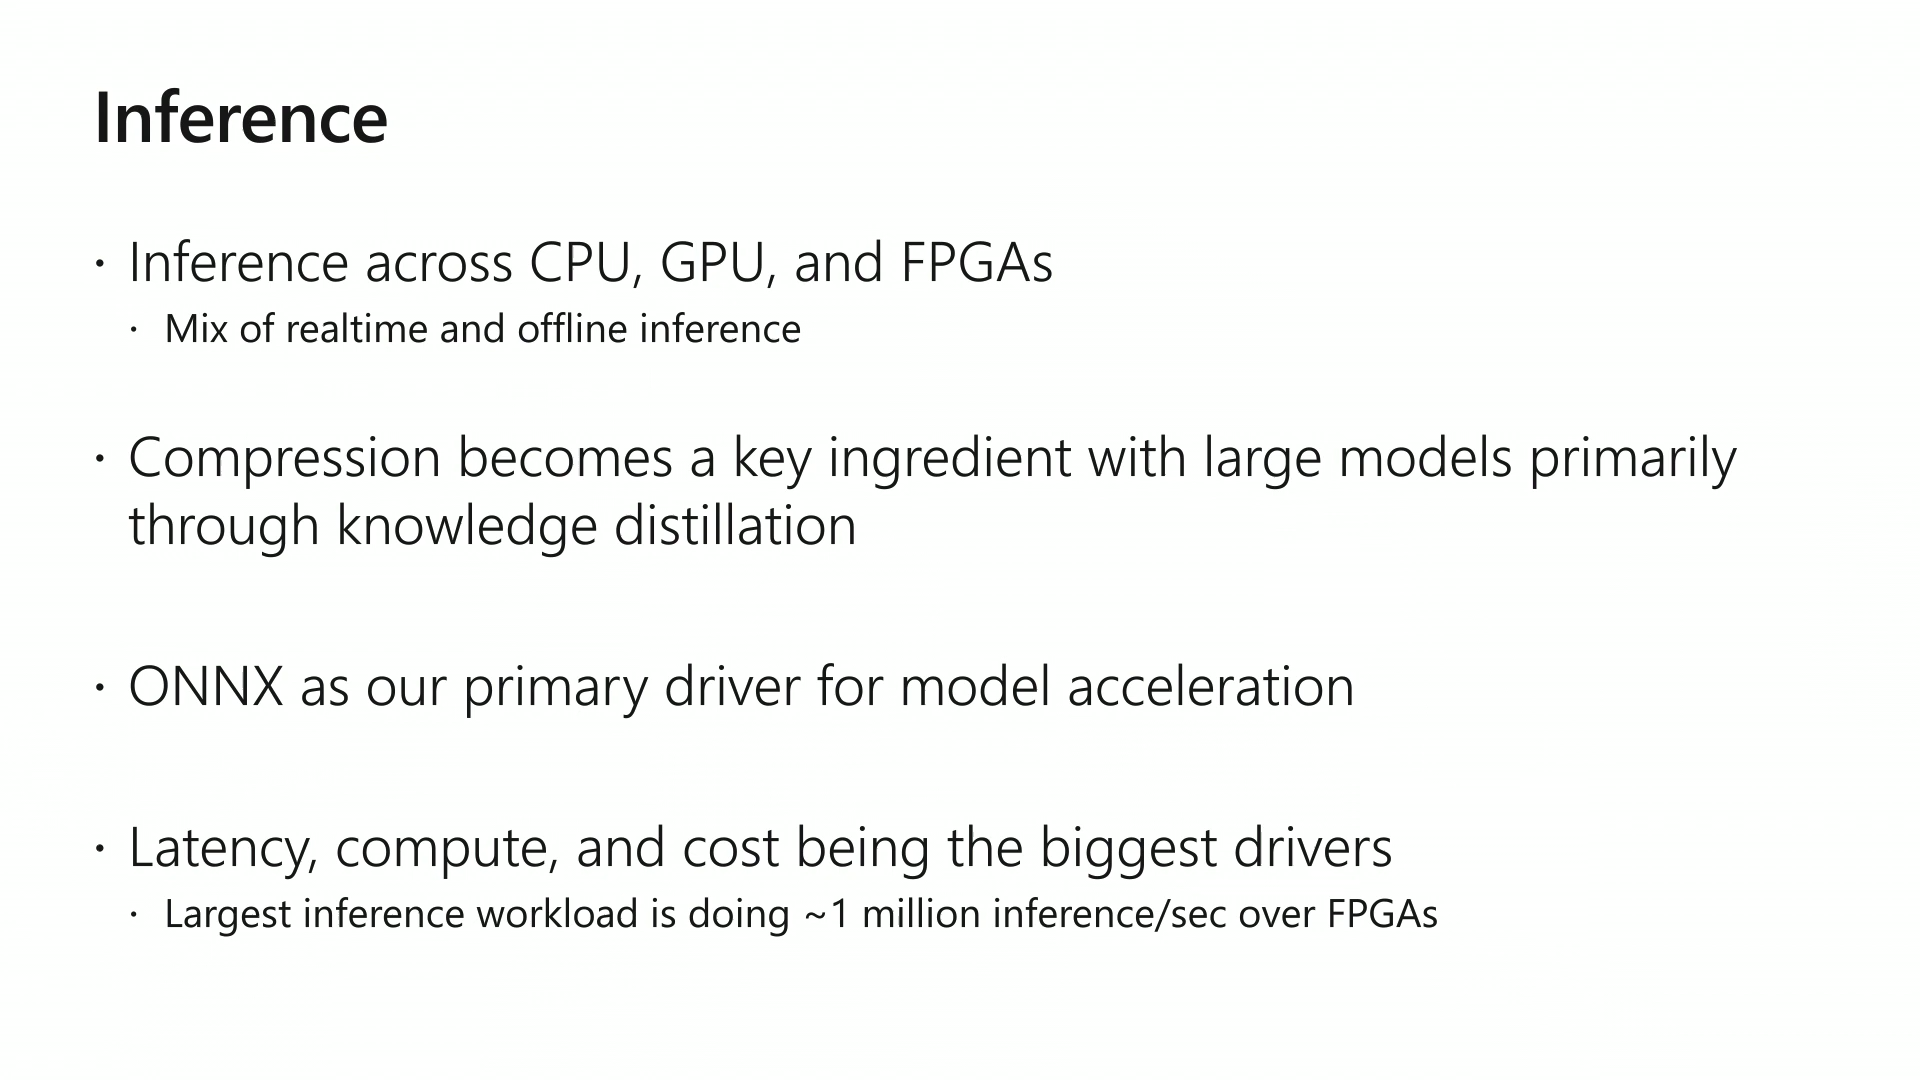 Inference
· Inference across CPU, GPU, and FPGAs
· Mix of realtime and offline inference
· Compression becomes a key ingredient with large models primarily
through knowledge distillation
· ONNX as our primary driver for model acceleration
· Latency, compute, and cost being the biggest drivers
· Largest inference workload is doing ~1 million inference/sec over FPGAs